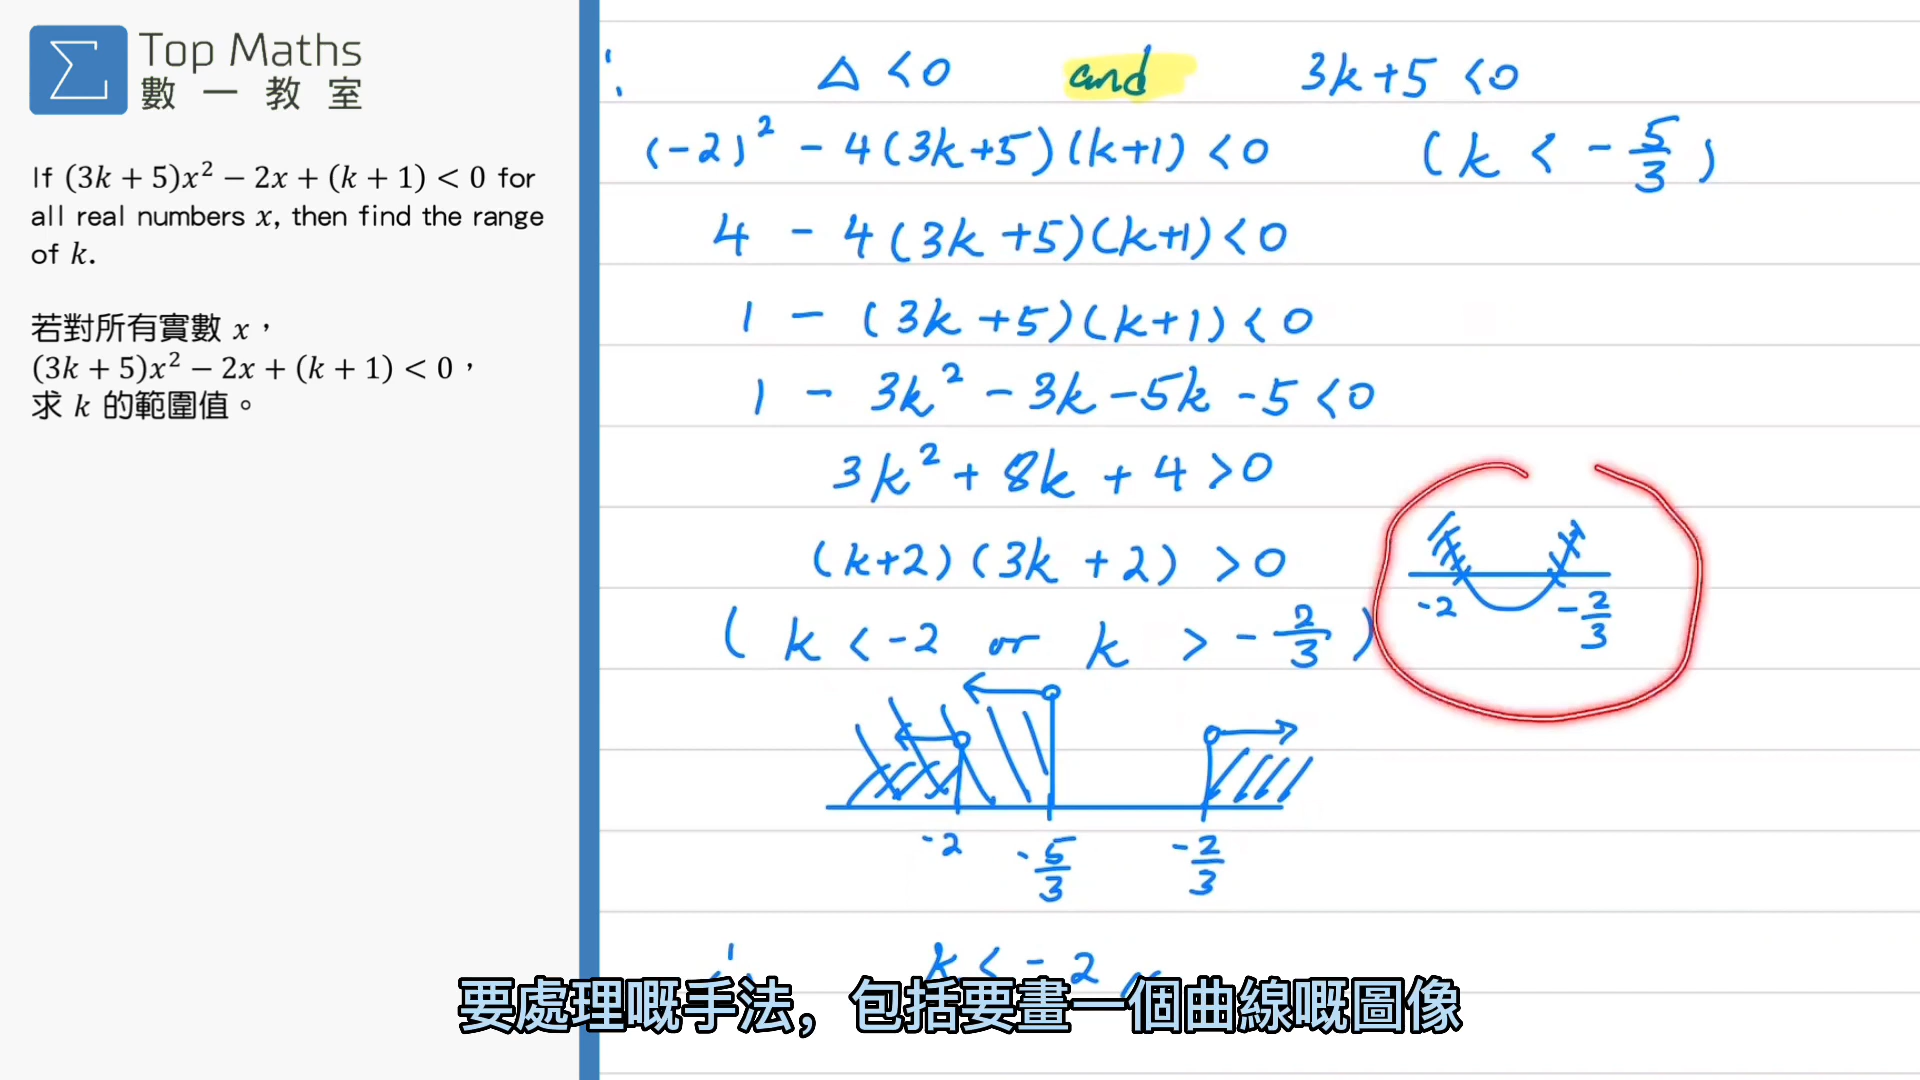 Top Maths
數一教室
If (3k + 5)x² − 2x + (k + 1) < 0 for
all real numbers x, then find the range
of k.
若對所有實數 x，
(3k + 5)x² − 2x + (k + 1) < 0，
求 k 的範圍值。
∴ Δ < 0 and 3k+5 < 0
(-2)² - 4(3k+5)(k+1) < 0 (k < -5/3)
4 - 4(3k+5)(k+1) < 0
1 - (3k+5)(k+1) < 0
1 - 3k² - 3k - 5k - 5 < 0
3k² + 8k + 4 > 0
(k+2)(3k+2) > 0
-2 -2/3
(k < -2 or k > -2/3)
-2 -5/3 -2/3
∴ k < -2
要處理嘅手法，包括要畫一個曲線嘅圖像